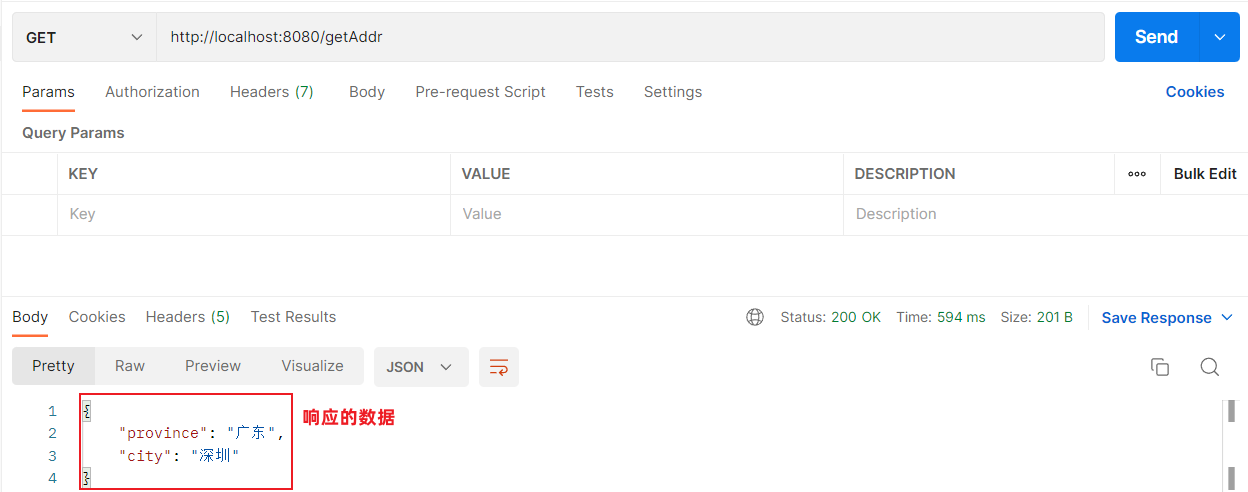 GET http://localhost:8080/getAddr Send
Params Authorization Headers (7) Body Pre-request Script Tests Settings Cookies
Query Params
KEY VALUE DESCRIPTION ooo Bulk Edit
Key Value Description
Body Cookies Headers (5) Test Results Status: 200 OK Time: 594 ms Size: 201 B Save Response
Pretty Raw Preview Visualize JSON
1 {
响应的数据
2 "province": "广东",
3 "city": "深圳"
4 }